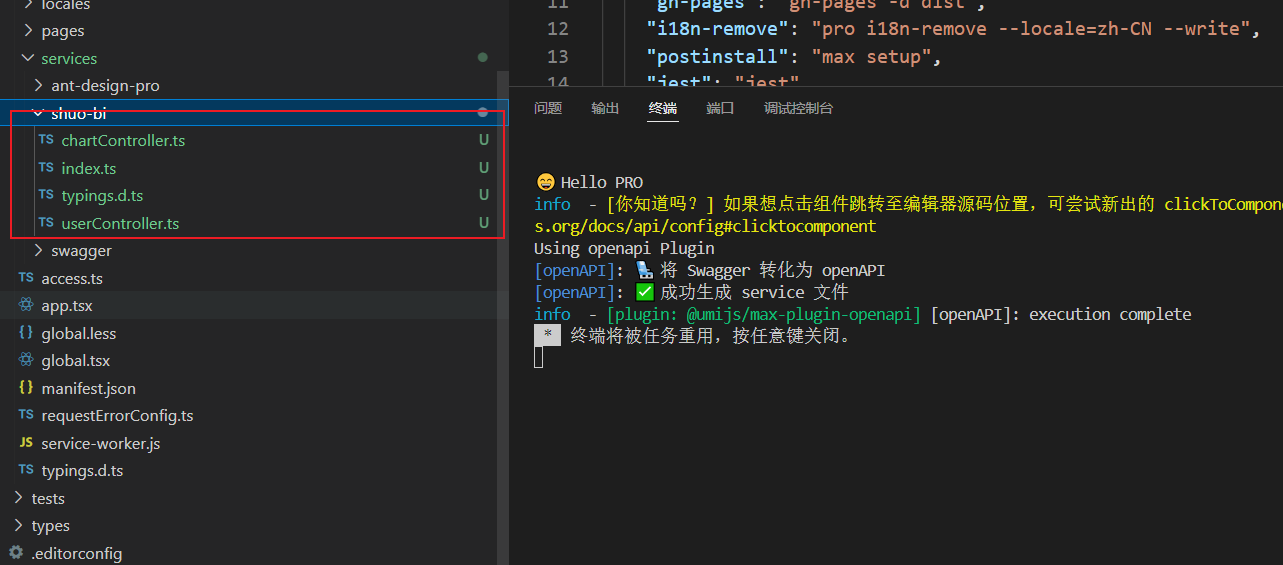 locales
pages
services
ant-design-pro
shuo-bi
TS chartController.ts U
TS index.ts U
TS typings.d.ts U
TS userController.ts U
swagger
TS access.ts
app.tsx
{} global.less
global.tsx
{} manifest.json
TS requestErrorConfig.ts
JS service-worker.js
TS typings.d.ts
tests
types
.editorconfig
11 "gh-pages": "gh-pages -d dist",
12 "i18n-remove": "pro i18n-remove --locale=zh-CN --write",
13 "postinstall": "max setup",
14 "jest": "jest"
问题 输出 终端 端口 调试控制台
😄 Hello PRO
info - [你知道吗?] 如果想点击组件跳转至编辑器源码位置，可尝试新出的 clickToCompone
s.org/docs/api/config#clicktocomponent
Using openapi Plugin
[openAPI]: 将 Swagger 转化为 openAPI
[openAPI]: ✅ 成功生成 service 文件
info - [plugin: @umijs/max-plugin-openapi] [openAPI]: execution complete
* 终端将被任务重用，按任意键关闭。